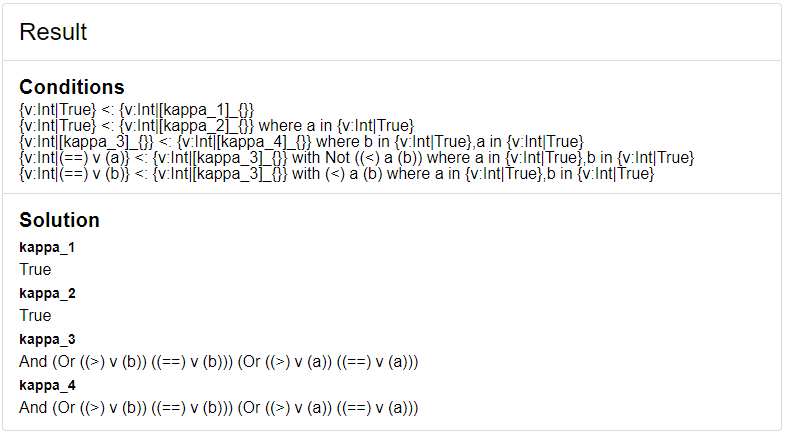 Result
Conditions
{v:Int|True} <: {v:Int|[kappa_1]_{}}
{v:Int|True} <: {v:Int|[kappa_2]_{}} where a in {v:Int|True}
{v:Int|[kappa_3]_{}} <: {v:Int|[kappa_4]_{}} where b in {v:Int|True},a in {v:Int|True}
{v:Int|(==) v (a)} <: {v:Int|[kappa_3]_{}} with Not ((<) a (b)) where a in {v:Int|True},b in {v:Int|True}
{v:Int|(==) v (b)} <: {v:Int|[kappa_3]_{}} with (<) a (b) where a in {v:Int|True},b in {v:Int|True}
Solution
kappa_1
True
kappa_2
True
kappa_3
And (Or ((>) v (b)) ((==) v (b))) (Or ((>) v (a)) ((==) v (a)))
kappa_4
And (Or ((>) v (b)) ((==) v (b))) (Or ((>) v (a)) ((==) v (a)))